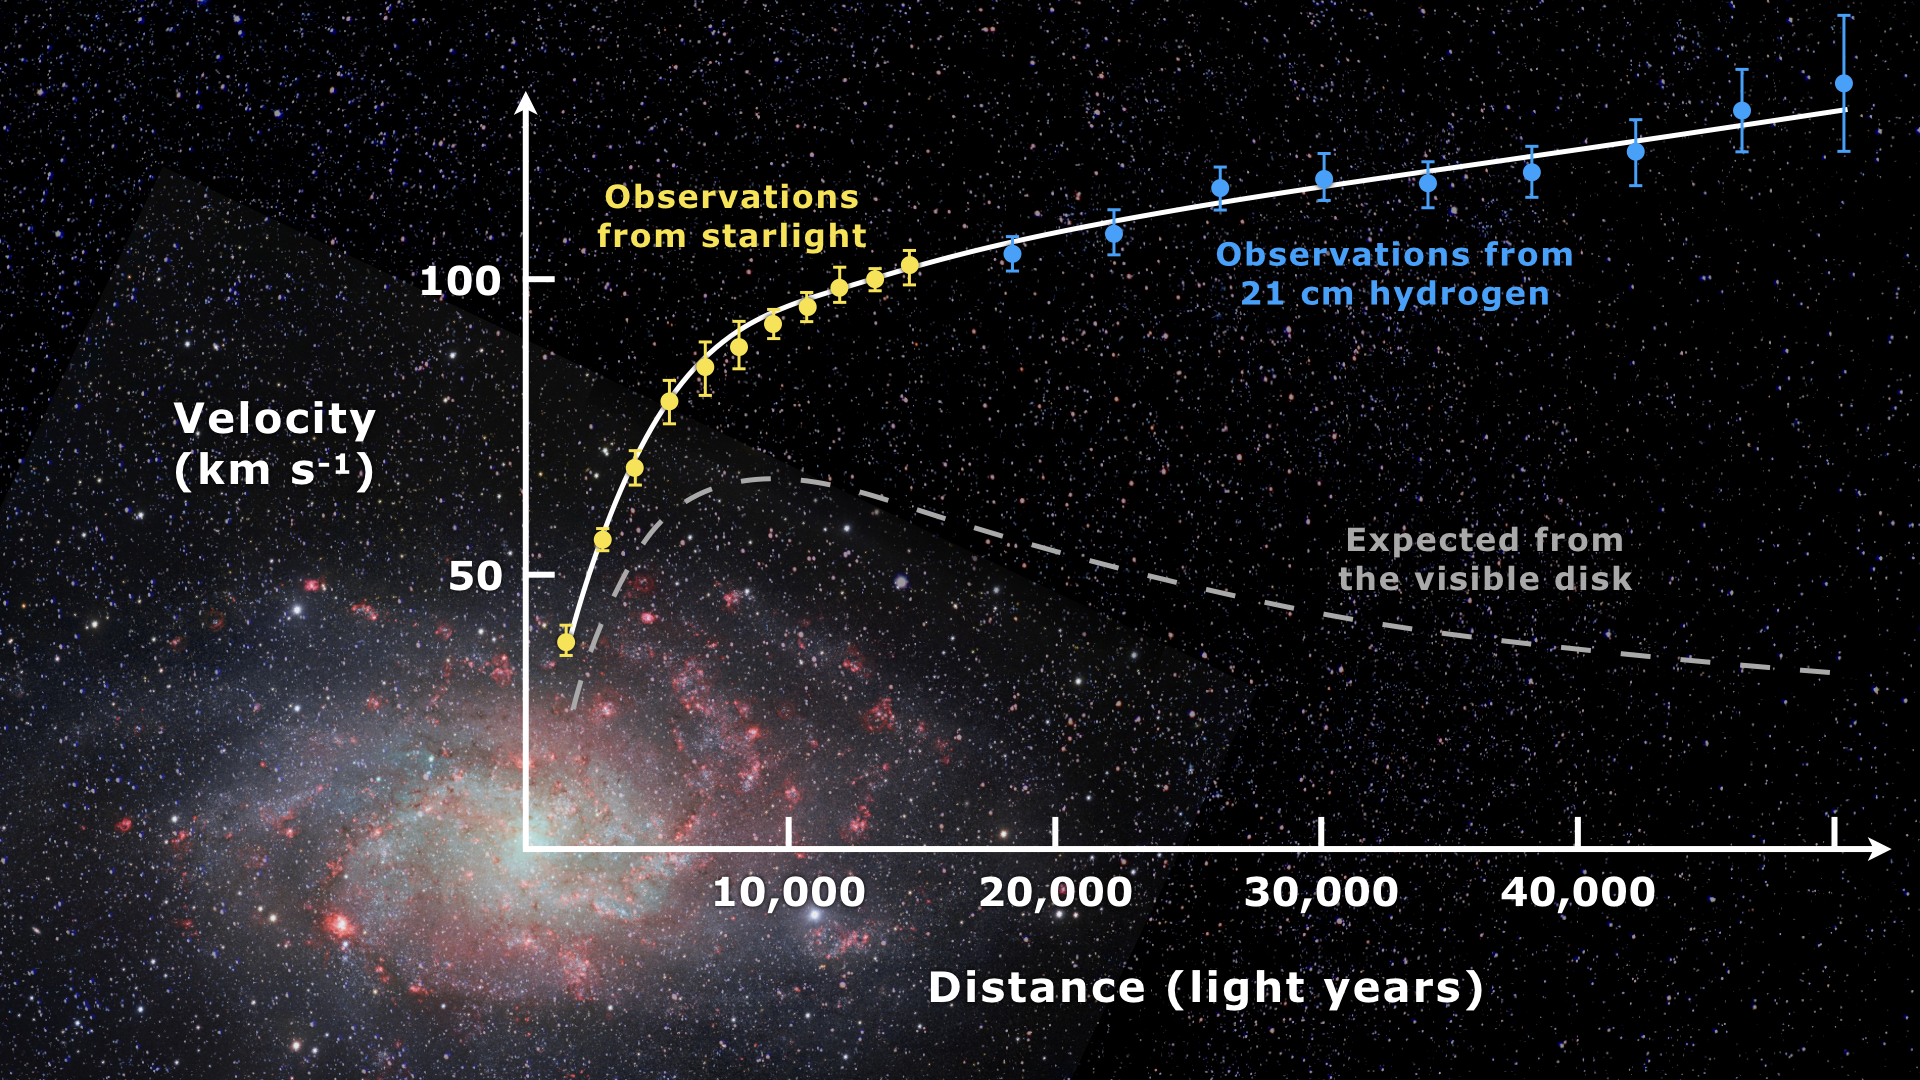 Observations
from starlight
100
Observations from
21 cm hydrogen
Velocity
(km s⁻¹)
50
Expected from
the visible disk
10,000
20,000
30,000
40,000
Distance (light years)